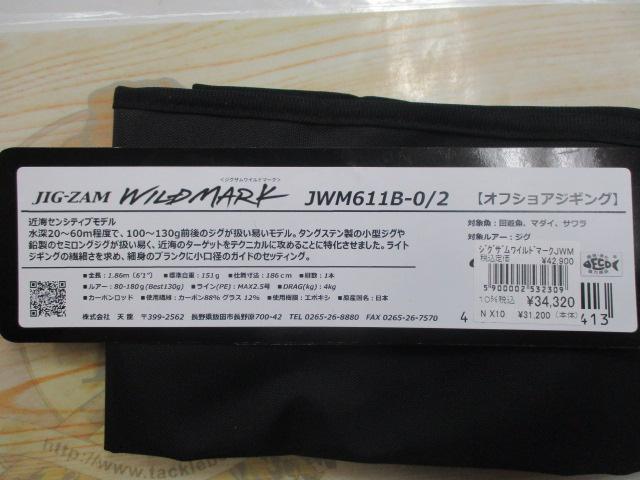 <ジグザムワイルドマーク>
JIG-ZAM WILDMARK JWM611B-0/2 【オフショアジギング】
近海センシティブモデル
水深20〜60m程度で、100〜130g前後のジグが扱い易いモデル。タングステン製の小型ジグや
鉛製のセミロングジグが扱い易く、近海のターゲットをテクニカルに攻めることに特化させました。ライト
ジギングの繊細さを求め、細身のブランクに小口径のガイドのセッティング。
対象魚：回遊魚、マダイ、サワラ
対象ルアー：ジグ
■全長：1.86m（6'1"） ■標準自重：151g ■仕舞寸法：186cm ■継数：1本
■ルアー：80-180g(Best130g) ■ライン(PE)：MAX2.5号 ■DRAG(kg)：4kg
■カーボンロッド ■使用繊維：カーボン88% グラス12% ■使用樹脂：エポキシ ■原産国名：日本
株式会社 天龍 〒399-2562 長野県飯田市長野原700-42 TEL 0265-26-8880 FAX 0265-26-7570
ｼﾞｸﾞｻﾞﾑワイルドマークJWM
税込定価 ¥42,900
5900002532309
10%税込 ¥34,320
N X10 ¥31,200 (本体)
4
413
http://www.tacklebe